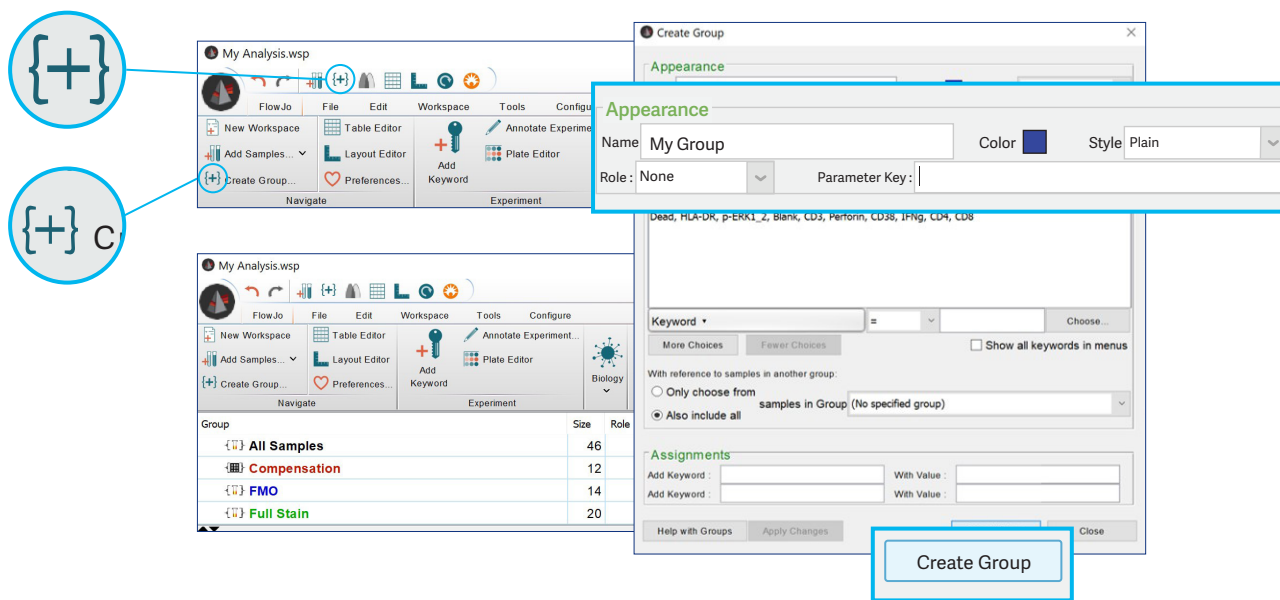 {+}
{+} C
My Analysis.wsp
{+}
FlowJo File Edit Workspace Tools Configu
New Workspace Table Editor Annotate Experime
Add Samples... Layout Editor Add Keyword Plate Editor
{+} Create Group... Preferences...
Navigate Experiment
My Analysis.wsp
{+}
FlowJo File Edit Workspace Tools Configure
New Workspace Table Editor Annotate Experiment...
Add Samples... Layout Editor Add Keyword Plate Editor
{+} Create Group... Preferences... Biology
Navigate Experiment
Group Size Role
All Samples 46
Compensation 12
FMO 14
Full Stain 20
Create Group
Appearance
Appearance
Name My Group Color Style Plain
Role : None Parameter Key :
Dead, HLA-DR, p-ERK1_2, Blank, CD3, Perforin, CD38, IFNg, CD4, CD8
Keyword = Choose...
More Choices Fewer Choices Show all keywords in menus
With reference to samples in another group:
Only choose from
samples in Group (No specified group)
Also include all
Assignments
Add Keyword : With Value :
Add Keyword : With Value :
Help with Groups Apply Changes Close
Create Group